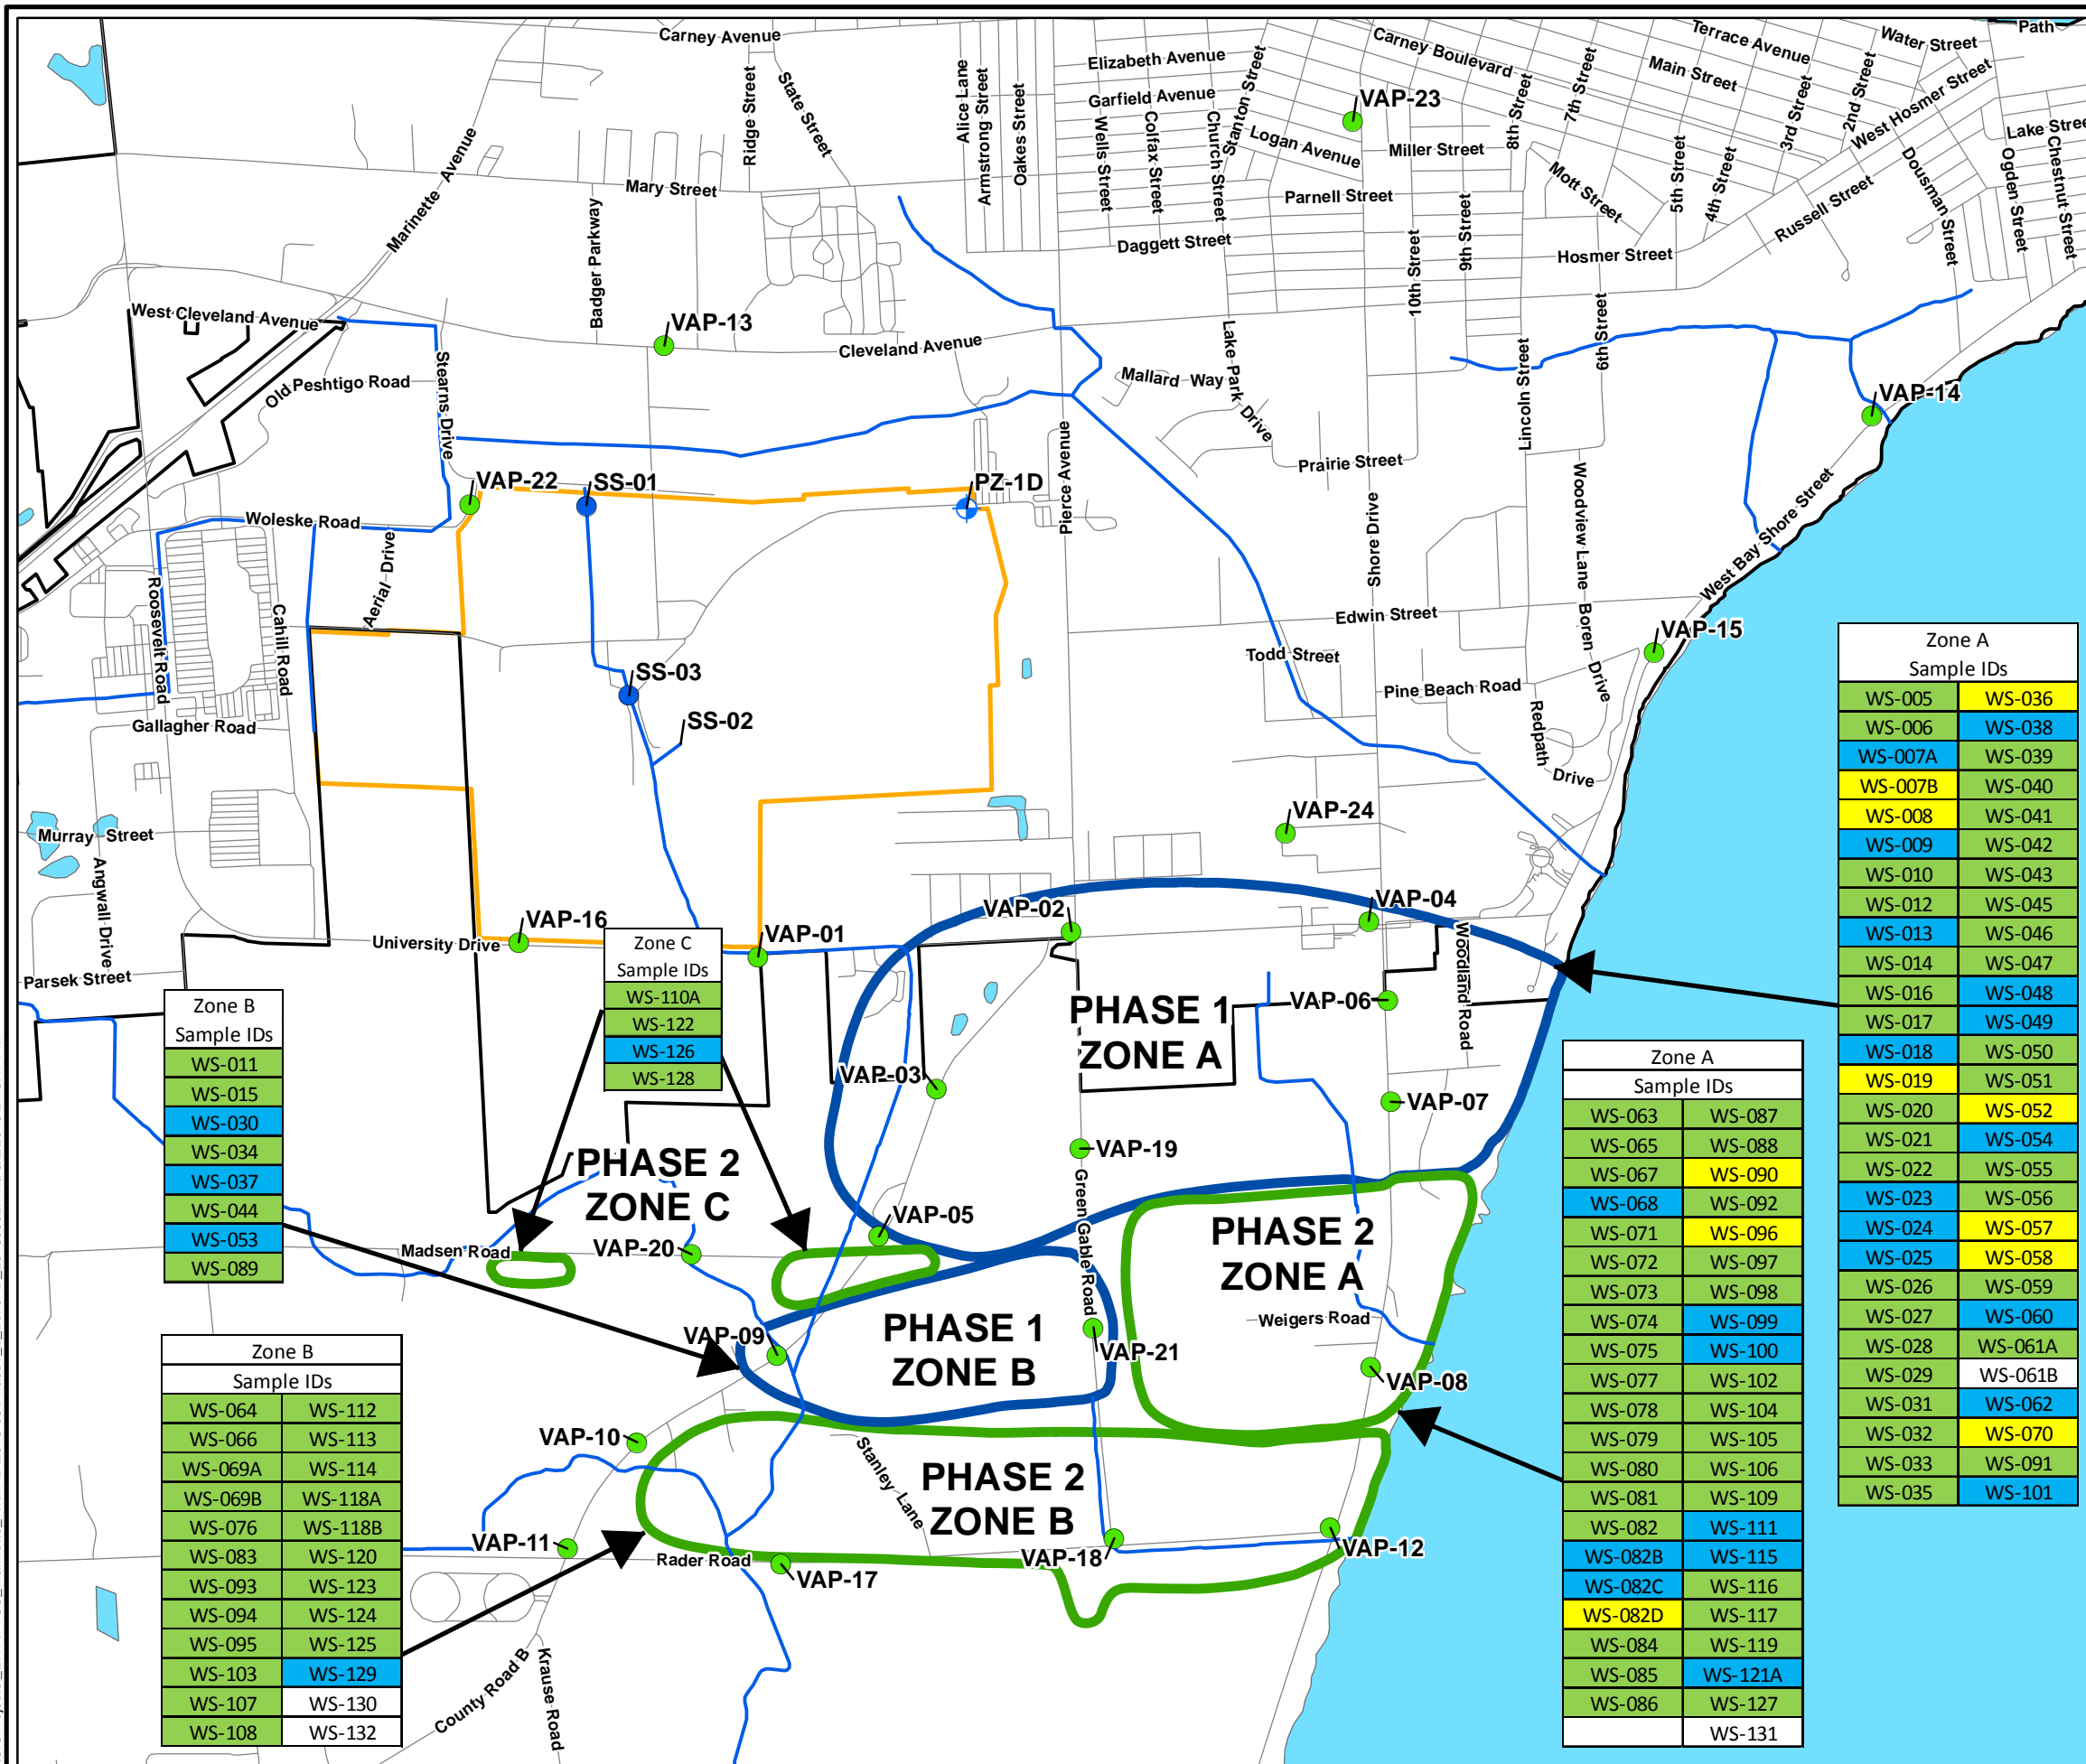 Carney Avenue
Ridge Street
State Street
Alice Lane
Armstrong Street
Oakes Street
Elizabeth Avenue
Garfield Avenue
Wells Street
Colfax Street
Church Street
Stanton Street
Logan Avenue
VAP-23
Carney Boulevard
Miller Street
8th Street
7th Street
Terrace Avenue
Main Street
Water Street
Path
West Hosmer Street
2nd Street
3rd Street
4th Street
5th Street
Mott Street
Parnell Street
Daggett Street
10th Street
9th Street
Hosmer Street
Russell Street
Dousman Street
Ogden Street
Chestnut Street
Marinette Avenue
Mary Street
Badger Parkway
West Cleveland Avenue
VAP-13
Cleveland Avenue
Old Peshtigo Road
Stearns Drive
Mallard Way
Lake Park Drive
Lincoln Street
6th Street
VAP-14
Pierce Avenue
Prairie Street
Shore Drive
Woodview Lane
Boren Drive
West Bay Shore Street
VAP-22
SS-01
PZ-1D
Woleske Road
Aerial Drive
Roosevelt Road
Cahill Road
Edwin Street
VAP-15
Todd Street
Pine Beach Road
Redpath Drive
SS-03
SS-02
Gallagher Road
Murray Street
Angwall Drive
Parsek Street
VAP-24
VAP-16
University Drive
VAP-01
VAP-02
VAP-04
Woodland Road
VAP-06
PHASE 1
ZONE A
VAP-03
VAP-07
VAP-19
Green Gable Road
PHASE 2
ZONE C
VAP-05
VAP-20
Madsen Road
PHASE 2
ZONE A
Weigers Road
PHASE 1
ZONE B
VAP-09
VAP-21
VAP-08
VAP-10
Stanley Lane
PHASE 2
ZONE B
VAP-11
Rader Road
VAP-17
VAP-18
VAP-12
County Road B
Krause Road
Zone C
Sample IDs
WS-110A
WS-122
WS-126
WS-128
Zone B
Sample IDs
WS-011
WS-015
WS-030
WS-034
WS-037
WS-044
WS-053
WS-089
Zone B
Sample IDs
WS-064 WS-112
WS-066 WS-113
WS-069A WS-114
WS-069B WS-118A
WS-076 WS-118B
WS-083 WS-120
WS-093 WS-123
WS-094 WS-124
WS-095 WS-125
WS-103 WS-129
WS-107 WS-130
WS-108 WS-132
Zone A
Sample IDs
WS-005 WS-036
WS-006 WS-038
WS-007A WS-039
WS-007B WS-040
WS-008 WS-041
WS-009 WS-042
WS-010 WS-043
WS-012 WS-045
WS-013 WS-046
WS-014 WS-047
WS-016 WS-048
WS-017 WS-049
WS-018 WS-050
WS-019 WS-051
WS-020 WS-052
WS-021 WS-054
WS-022 WS-055
WS-023 WS-056
WS-024 WS-057
WS-025 WS-058
WS-026 WS-059
WS-027 WS-060
WS-028 WS-061A
WS-029 WS-061B
WS-031 WS-062
WS-032 WS-070
WS-033 WS-091
WS-035 WS-101
Zone A
Sample IDs
WS-063 WS-087
WS-065 WS-088
WS-067 WS-090
WS-068 WS-092
WS-071 WS-096
WS-072 WS-097
WS-073 WS-098
WS-074 WS-099
WS-075 WS-100
WS-077 WS-102
WS-078 WS-104
WS-079 WS-105
WS-080 WS-106
WS-081 WS-109
WS-082 WS-111
WS-082B WS-115
WS-082C WS-116
WS-082D WS-117
WS-084 WS-119
WS-085 WS-121A
WS-086 WS-127
WS-131